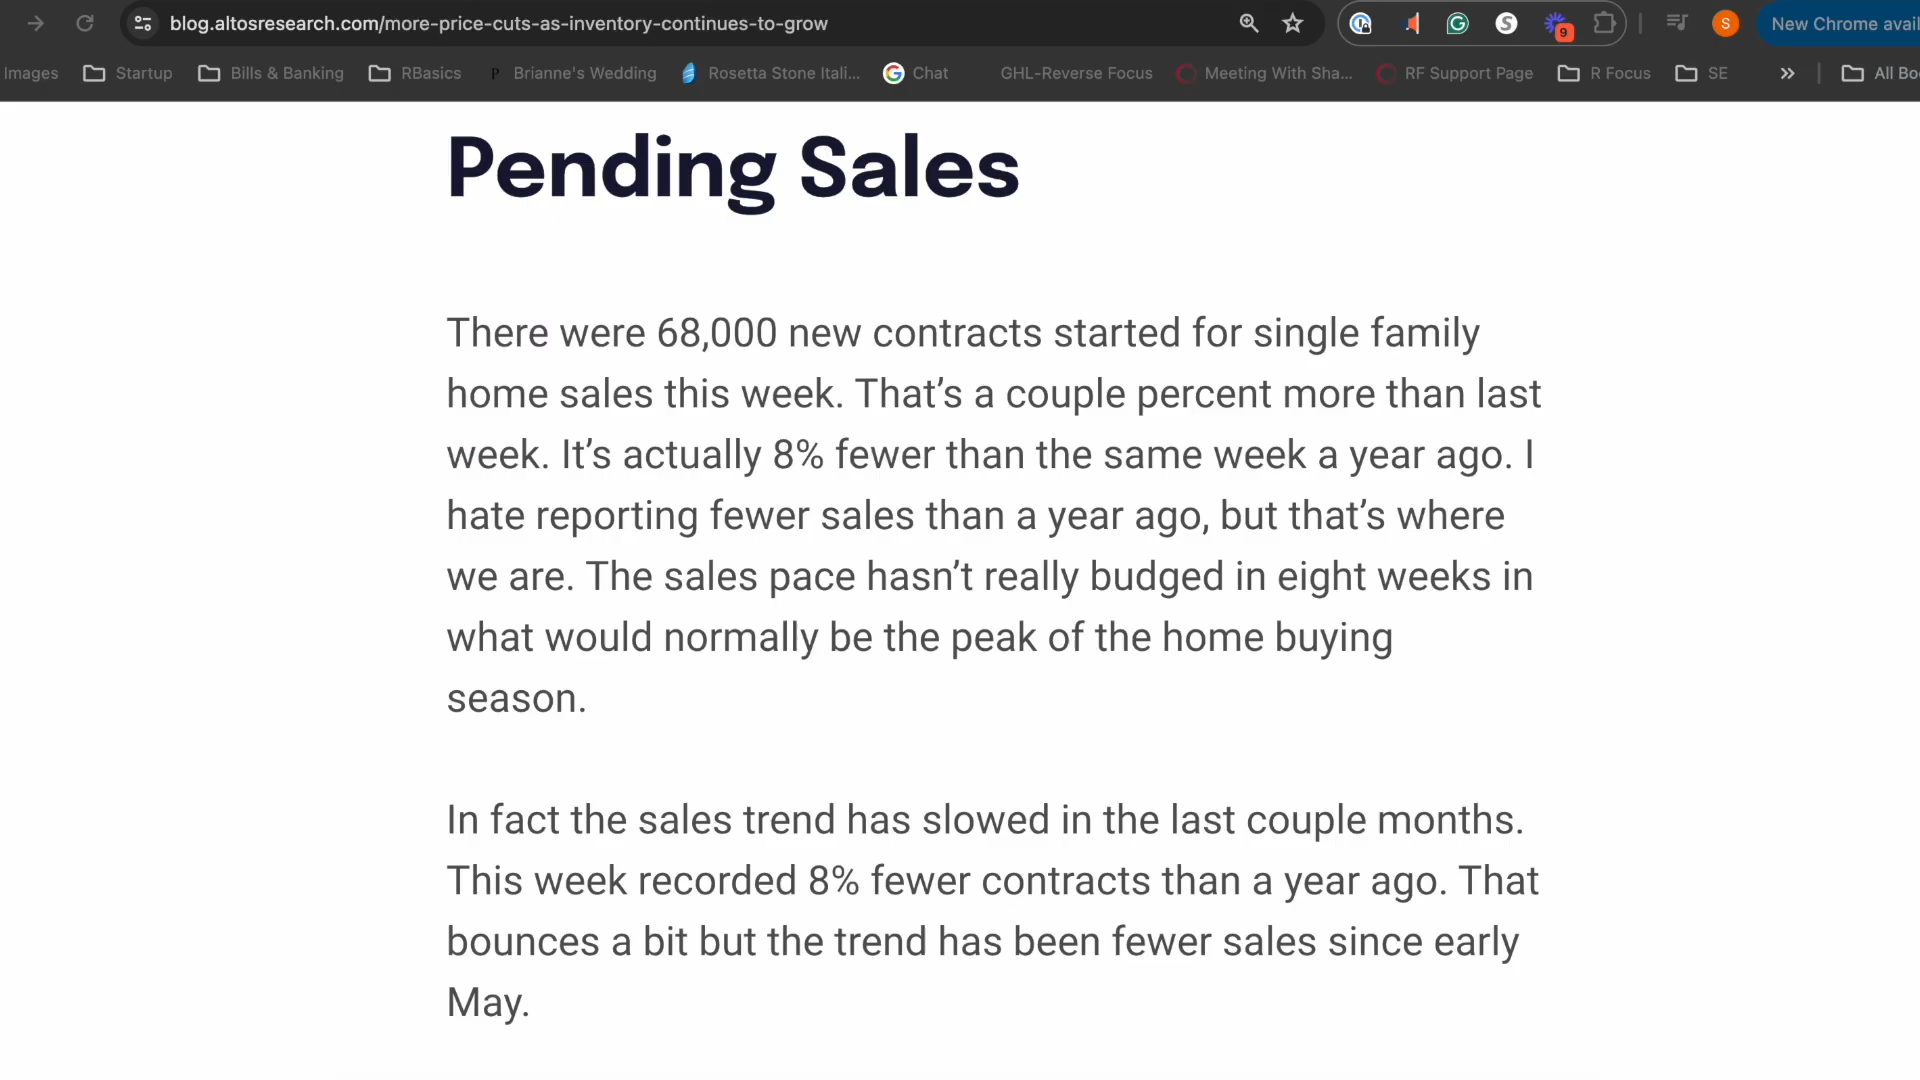 blog.altosresearch.com/more-price-cuts-as-inventory-continues-to-grow
9
S
S
New Chrome avail
Images
Startup
Bills & Banking
RBasics
P
Brianne's Wedding
Rosetta Stone Itali...
Chat
GHL-Reverse Focus
Meeting With Sha...
RF Support Page
R Focus
SE
All Bo
Pending Sales
There were 68,000 new contracts started for single family
home sales this week. That’s a couple percent more than last
week. It’s actually 8% fewer than the same week a year ago. I
hate reporting fewer sales than a year ago, but that’s where
we are. The sales pace hasn’t really budged in eight weeks in
what would normally be the peak of the home buying
season.
In fact the sales trend has slowed in the last couple months.
This week recorded 8% fewer contracts than a year ago. That
bounces a bit but the trend has been fewer sales since early
May.